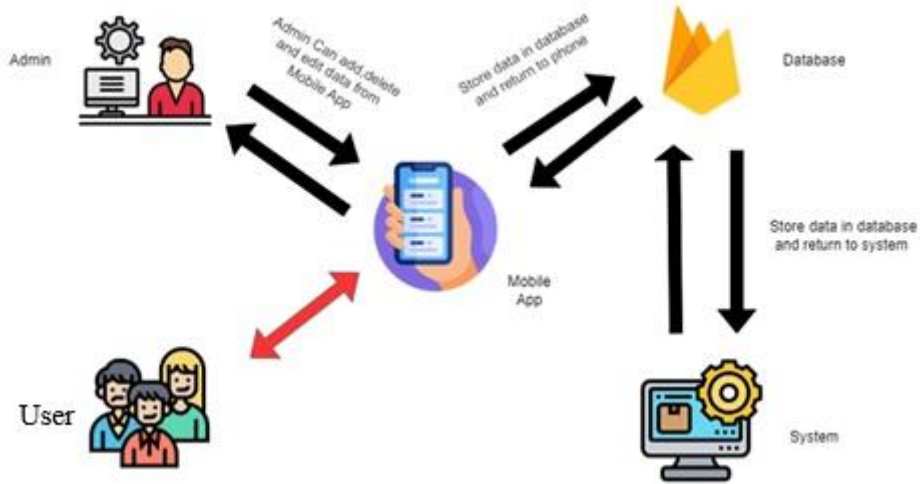 Admin
Admin Can add,delete
and edit data from
Mobile App
Store data in database
and return to phone
Database
Mobile
App
Store data in database
and return to system
User
System